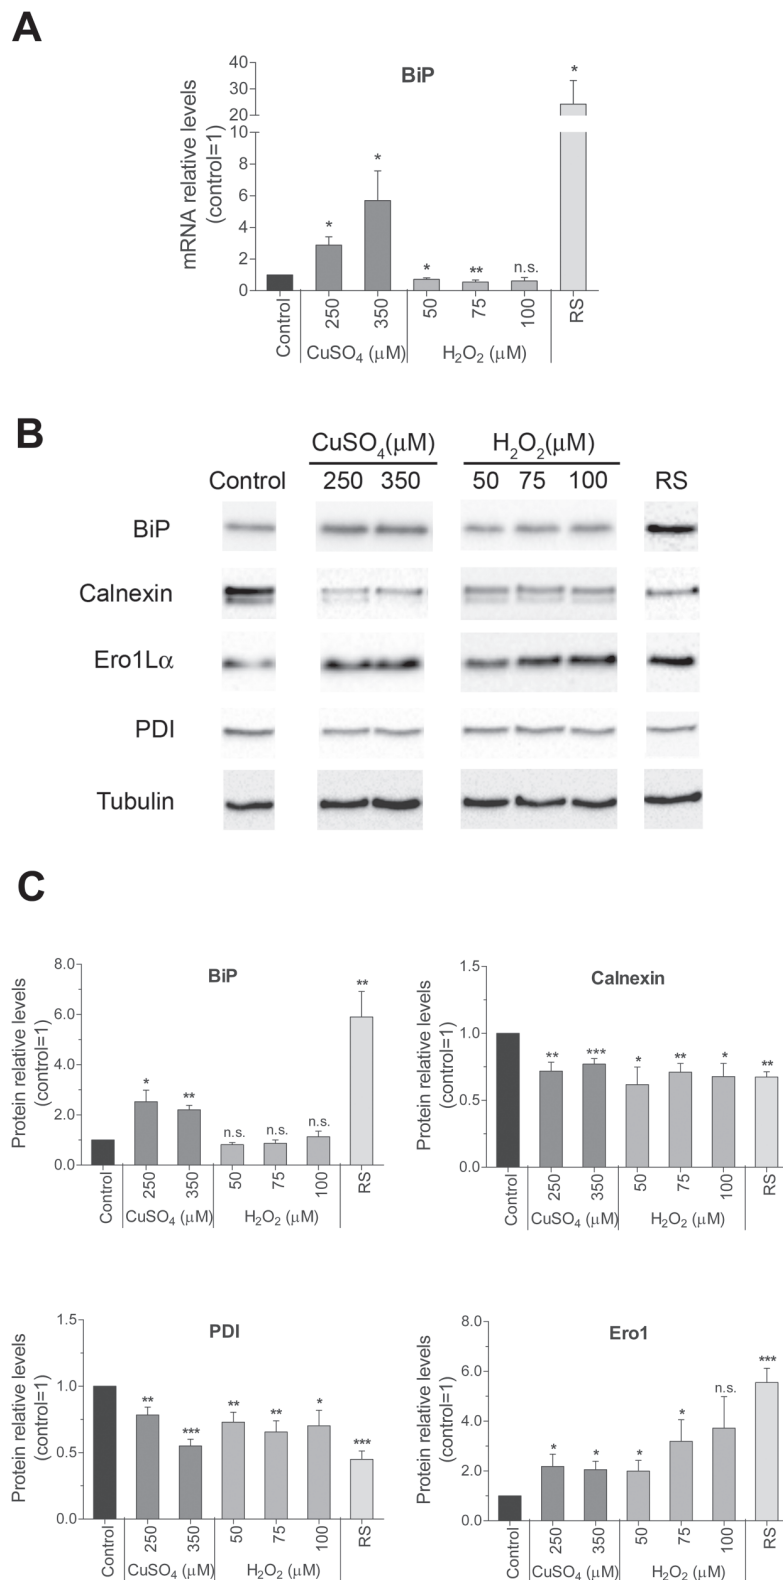 A
BiP
mRNA relative levels
(control=1)
40
30
20
10
8
6
4
2
0
* * * ** n.s. *
Control 250 350 50 75 100 RS
CuSO4 (μM) H2O2 (μM)
B
CuSO4(μM) H2O2(μM)
Control 250 350 50 75 100 RS
BiP
Calnexin
Ero1Lα
PDI
Tubulin
C
BiP
Protein relative levels
(control=1)
8.0
6.0
4.0
2.0
0.0
* ** n.s. n.s. n.s. **
Control 250 350 50 75 100 RS
CuSO4 (μM) H2O2 (μM)
Calnexin
Protein relative levels
(control=1)
1.5
1.0
0.5
0.0
** *** * ** * **
Control 250 350 50 75 100 RS
CuSO4 (μM) H2O2 (μM)
PDI
Protein relative levels
(control=1)
1.5
1.0
0.5
0.0
** *** ** ** * ***
Control 250 350 50 75 100 RS
CuSO4 (μM) H2O2 (μM)
Ero1
Protein relative levels
(control=1)
8.0
6.0
4.0
2.0
0.0
* * * * n.s. ***
Control 250 350 50 75 100 RS
CuSO4 (μM) H2O2 (μM)